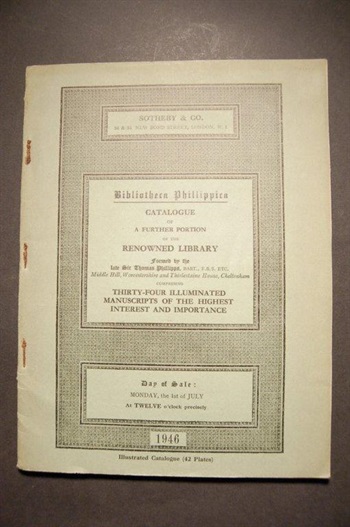 SOTHEBY & CO.
34 & 35, NEW BOND STREET, LONDON, W.1
Bibliotheca Phillippica
CATALOGUE
OF
A FURTHER PORTION
OF THE
RENOWNED LIBRARY
Formed by the
late Sir Thomas Phillipps, BART., F.R.S. ETC.
Middle Hill, Worcestershire and Thirlestaine House, Cheltenham
COMPRISING
THIRTY-FOUR ILLUMINATED
MANUSCRIPTS OF THE HIGHEST
INTEREST AND IMPORTANCE
Day of Sale:
MONDAY, the 1st of JULY
At TWELVE o'clock precisely
1946
Illustrated Catalogue (42 Plates)